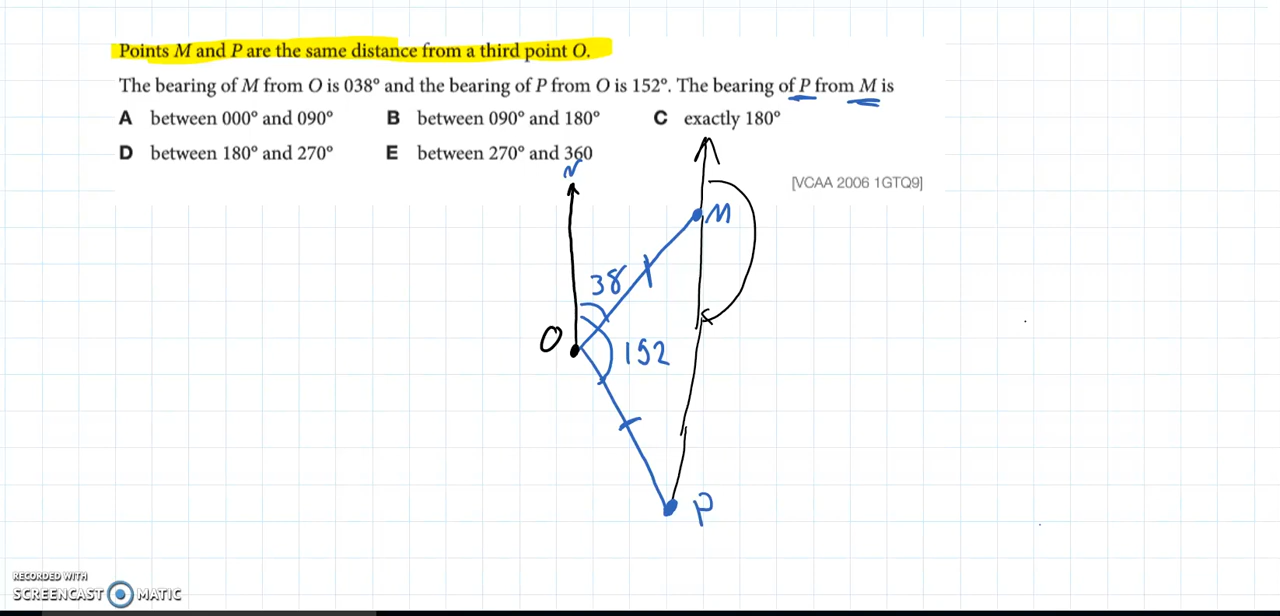 Points M and P are the same distance from a third point O.
The bearing of M from O is 038° and the bearing of P from O is 152°. The bearing of P from M is
A between 000° and 090° B between 090° and 180° C exactly 180°
D between 180° and 270° E between 270° and 360
[VCAA 2006 1GTQ9]
N
M
38
O
152
P
RECORDED WITH
SCREENCAST MATIC